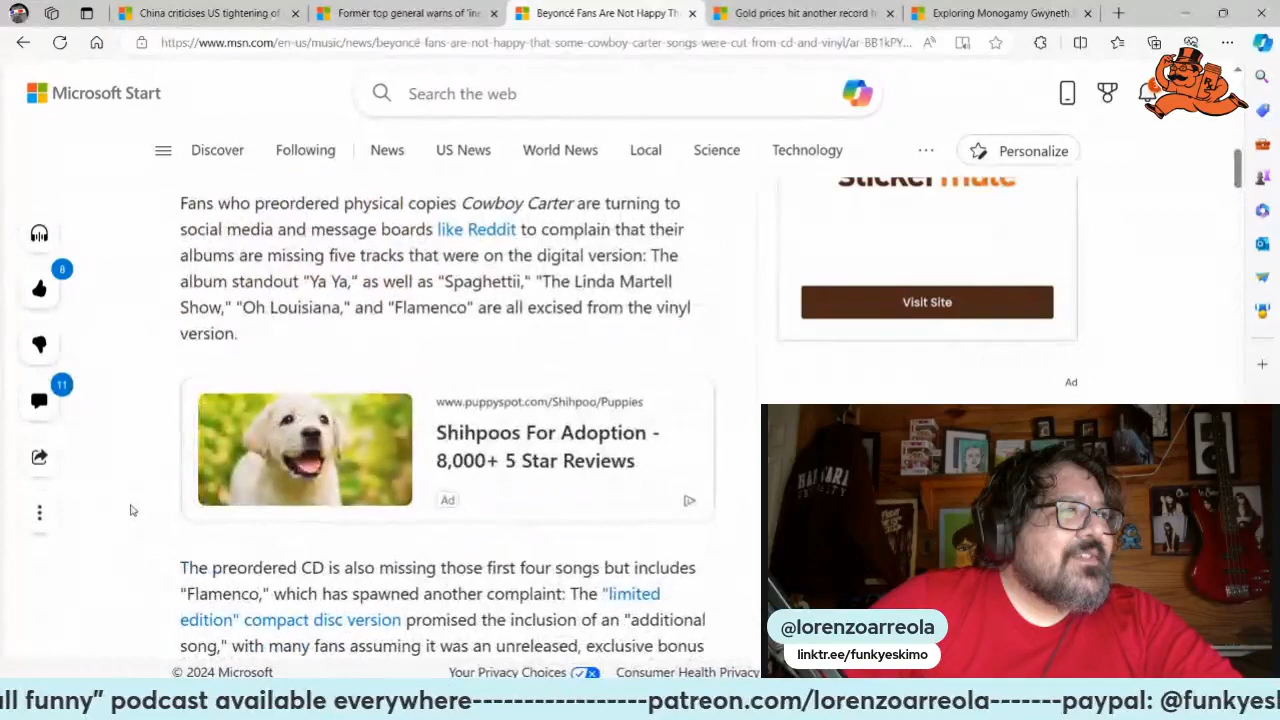 China criticises US tightening of
Former top general warns of 'in
Beyoncé Fans Are Not Happy Th
Gold prices hit another record h
Exploring Monogamy Gwyneth
https://www.msn.com/en-us/music/news/beyoncé-fans-are-not-happy-that-some-cowboy-carter-songs-were-cut-from-cd-and-vinyl/ar-BB1kPY...
Microsoft Start
Search the web
Discover
Following
News
US News
World News
Local
Science
Technology
Personalize
Fans who preordered physical copies Cowboy Carter are turning to
social media and message boards like Reddit to complain that their
albums are missing five tracks that were on the digital version: The
album standout "Ya Ya," as well as "Spaghettii," "The Linda Martell
Show," "Oh Louisiana," and "Flamenco" are all excised from the vinyl
version.
8
11
Sticker mate
Visit Site
Ad
www.puppyspot.com/Shihpoo/Puppies
Shihpoos For Adoption -
8,000+ 5 Star Reviews
Ad
The preordered CD is also missing those first four songs but includes
"Flamenco," which has spawned another complaint: The "limited
edition" compact disc version promised the inclusion of an "additional
song," with many fans assuming it was an unreleased, exclusive bonus
© 2024 Microsoft
Your Privacy Choices
Consumer Health Privacy
@lorenzoarreola
linktr.ee/funkyeskimo
all funny” podcast available everywhere-----------------patreon.com/lorenzoarreola-------paypal: @funkyes